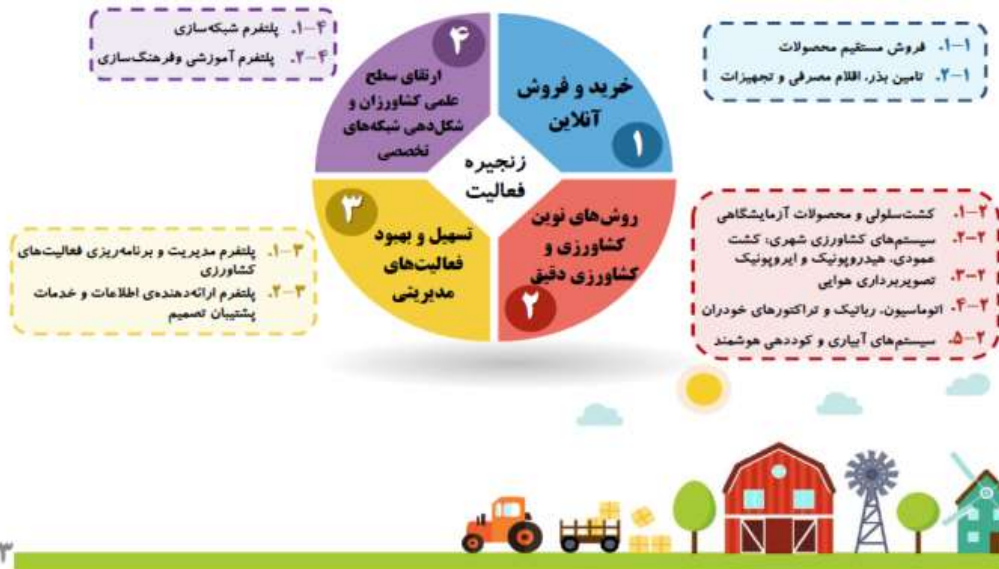 زنجیره
فعالیت
۱
خرید و فروش
آنلاین
۱-۱. فروش مستقیم محصولات
۲-۱. تامین بذر، اقلام مصرفی و تجهیزات
۲
روش‌های نوین
کشاورزی و
کشاورزی دقیق
۱-۲. کشت‌سلولی و محصولات آزمایشگاهی
۲-۲. سیستم‌های کشاورزی شهری: کشت
عمودی، هیدروپونیک و ایروپونیک
۳-۲. تصویربرداری هوایی
۴-۲. اتوماسیون، رباتیک و تراکتورهای خودران
۵-۲. سیستم‌های آبیاری و کوددهی هوشمند
۳
تسهیل و بهبود
فعالیت‌های
مدیریتی
۱-۳. پلتفرم مدیریت و برنامه‌ریزی فعالیت‌های
کشاورزی
۲-۳. پلتفرم ارائه‌دهنده‌ی اطلاعات و خدمات
پشتیبان تصمیم
۴
ارتقای سطح
علمی کشاورزان و
شکل‌دهی شبکه‌های
تخصصی
۱-۴. پلتفرم شبکه‌سازی
۲-۴. پلتفرم آموزشی وفرهنگ‌سازی
۳